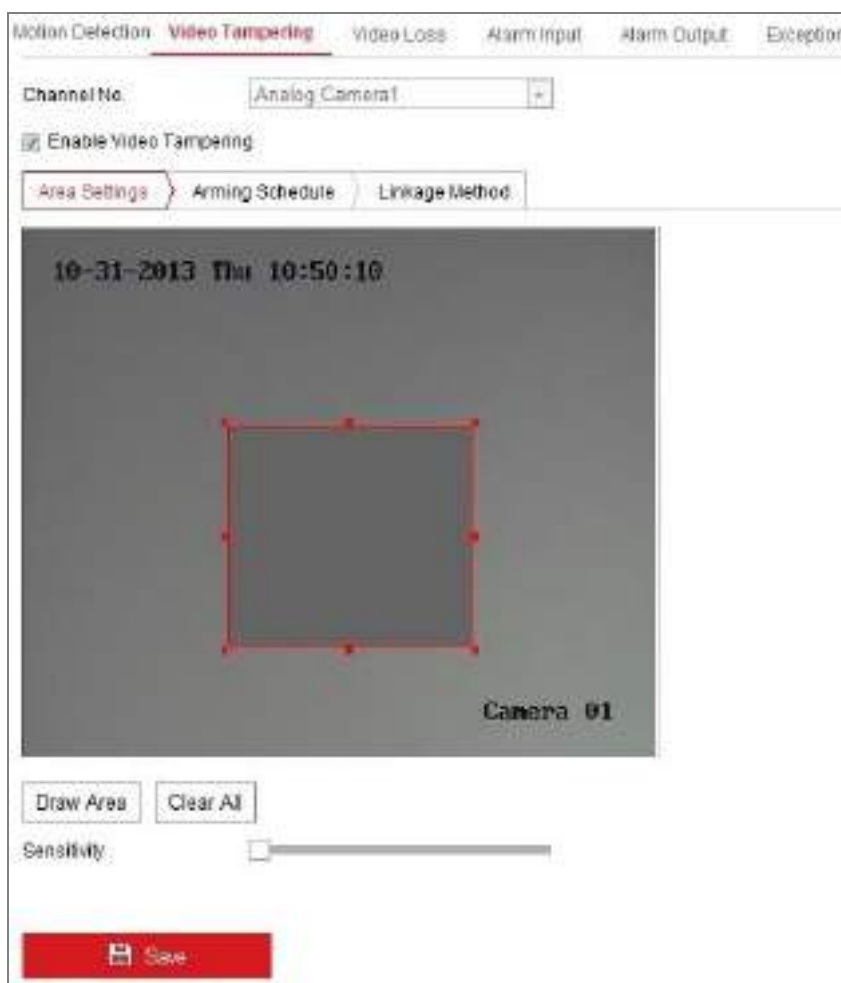 Motion Detection Video Tampering Video Loss Alarm Input Alarm Output Exception
Channel No. Analog Camera1
Enable Video Tampering
Area Settings Arming Schedule Linkage Method
10-31-2013 Thu 10:50:10
Camera 01
Draw Area Clear All
Sensitivity
Save